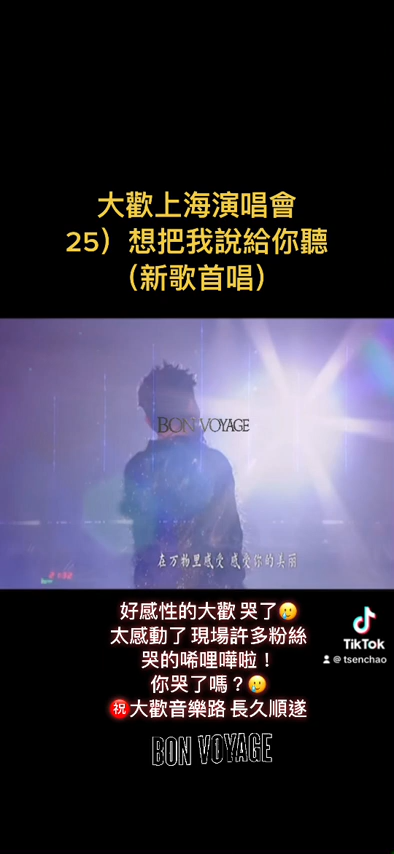 大歡上海演唱會
25）想把我說給你聽
（新歌首唱）
BON VOYAGE
在万物里感受 感受你的美丽
好感性的大歡 哭了🥲
太感動了 現場許多粉絲
哭的唏哩嘩啦！
你哭了嗎？🥲
㊗️大歡音樂路 長久順遂
TikTok
@ tsenchao
BON VOYAGE